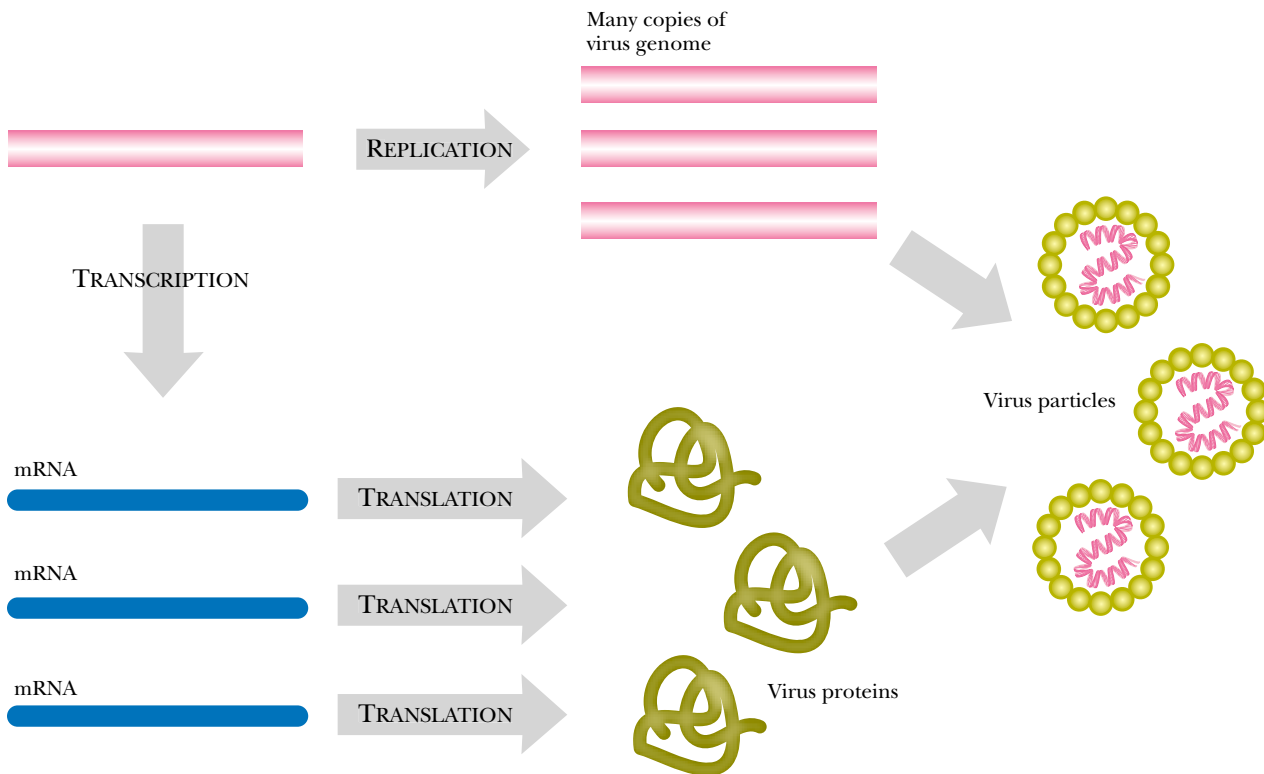 Many copies of
virus genome
REPLICATION
TRANSCRIPTION
Virus particles
mRNA
TRANSLATION
mRNA
TRANSLATION
mRNA
TRANSLATION
Virus proteins